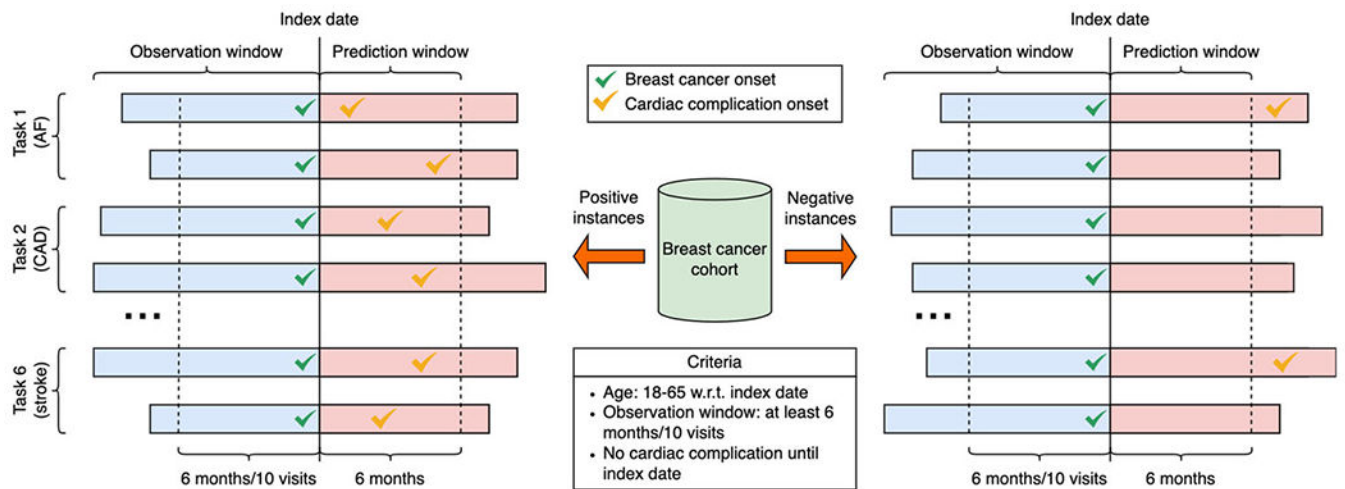 Index date
Observation window
Prediction window
Task 1
(AF)
Task 2
(CAD)
...
Task 6
(stroke)
6 months/10 visits
6 months
Breast cancer onset
Cardiac complication onset
Positive
instances
Breast cancer
cohort
Negative
instances
Criteria
• Age: 18-65 w.r.t. index date
• Observation window: at least 6
months/10 visits
• No cardiac complication until
index date
Index date
Observation window
Prediction window
...
6 months/10 visits
6 months